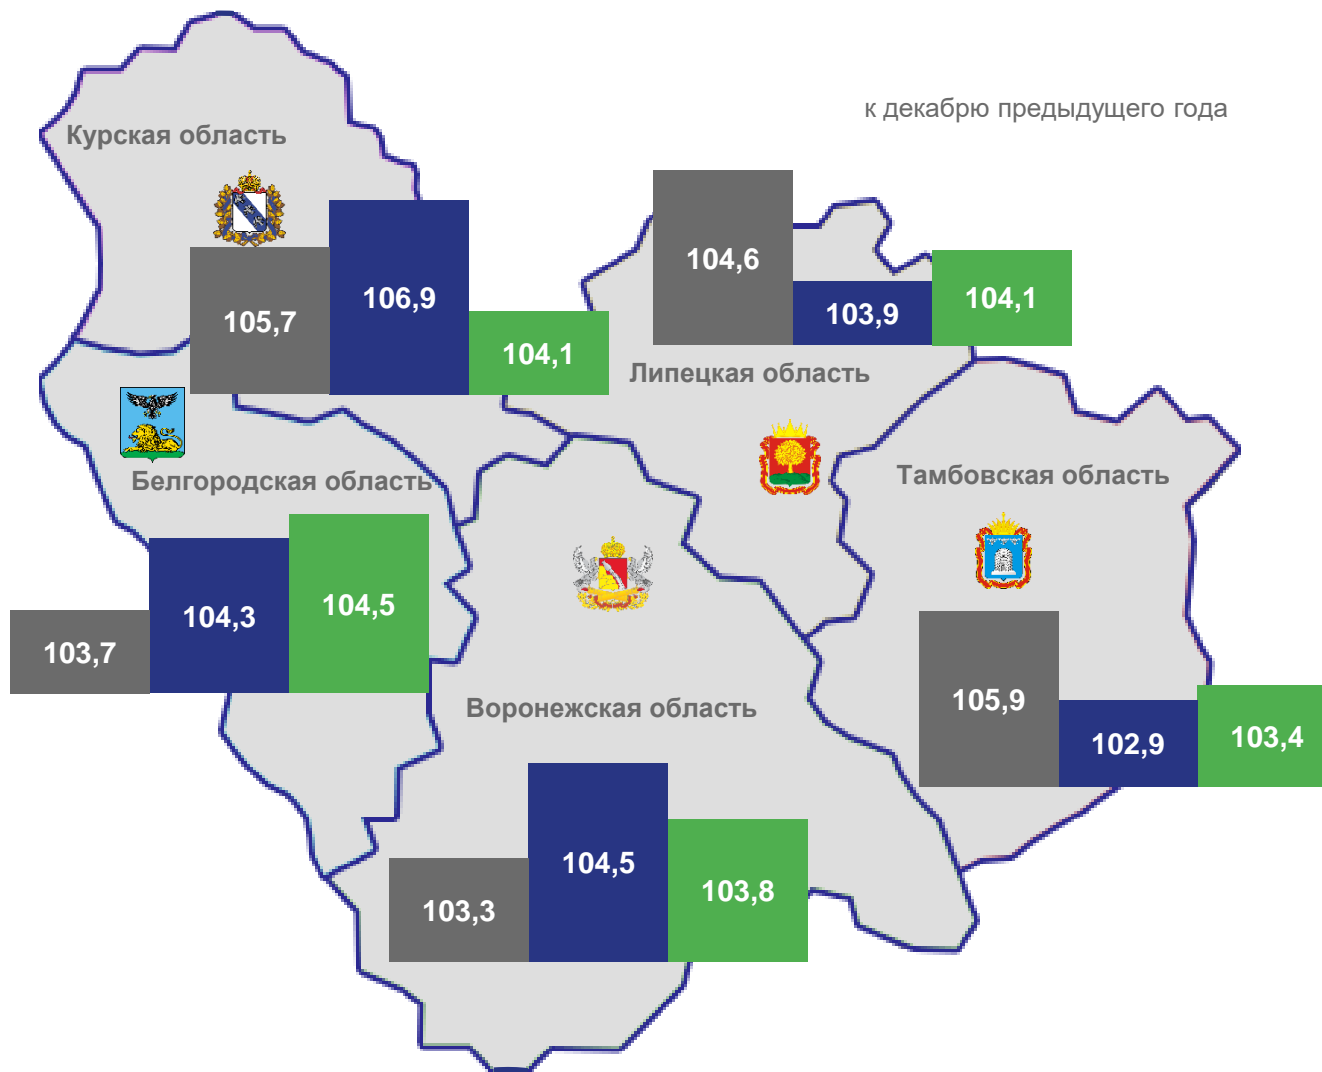 к декабрю предыдущего года
Курская область
105,7
106,9
104,1
104,6
103,9
104,1
Липецкая область
Белгородская область
103,7
104,3
104,5
Тамбовская область
105,9
102,9
103,4
Воронежская область
103,3
104,5
103,8